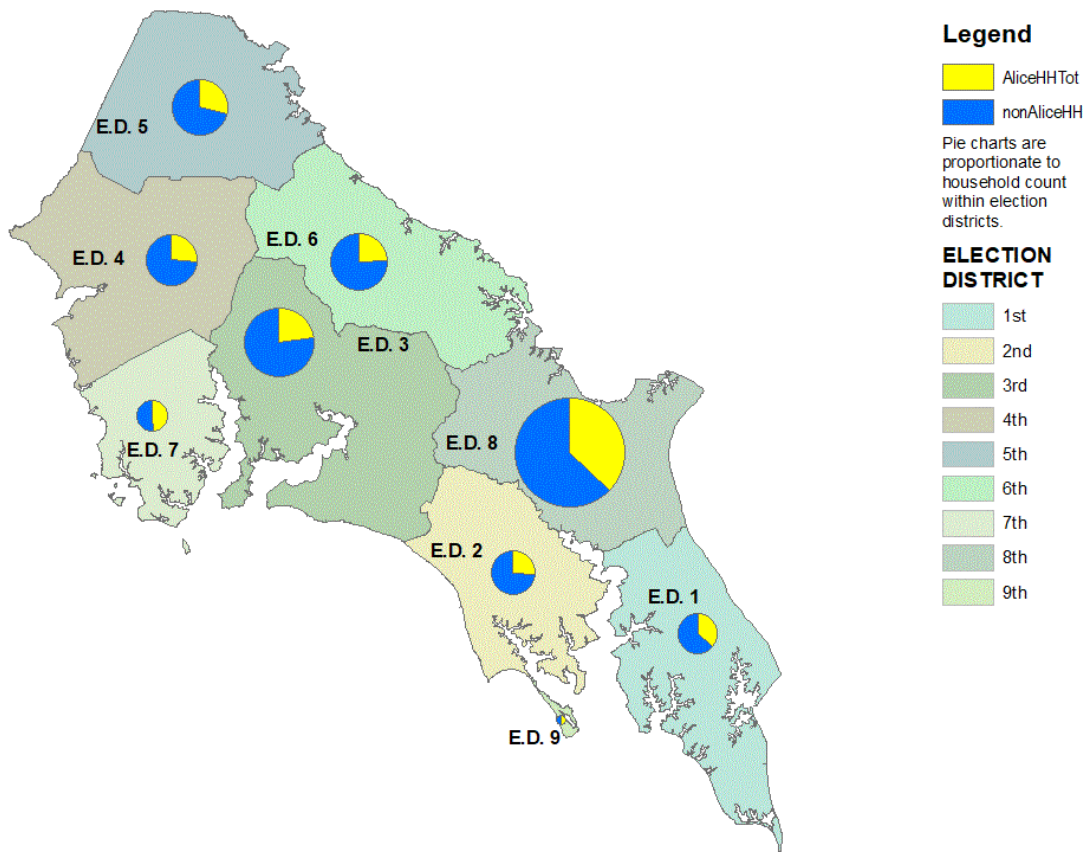 E.D. 5
E.D. 4
E.D. 6
E.D. 3
E.D. 7
E.D. 8
E.D. 2
E.D. 1
E.D. 9
Legend
AliceHHTot
nonAliceHH
Pie charts are
proportionate to
household count
within election
districts.
ELECTION
DISTRICT
1st
2nd
3rd
4th
5th
6th
7th
8th
9th